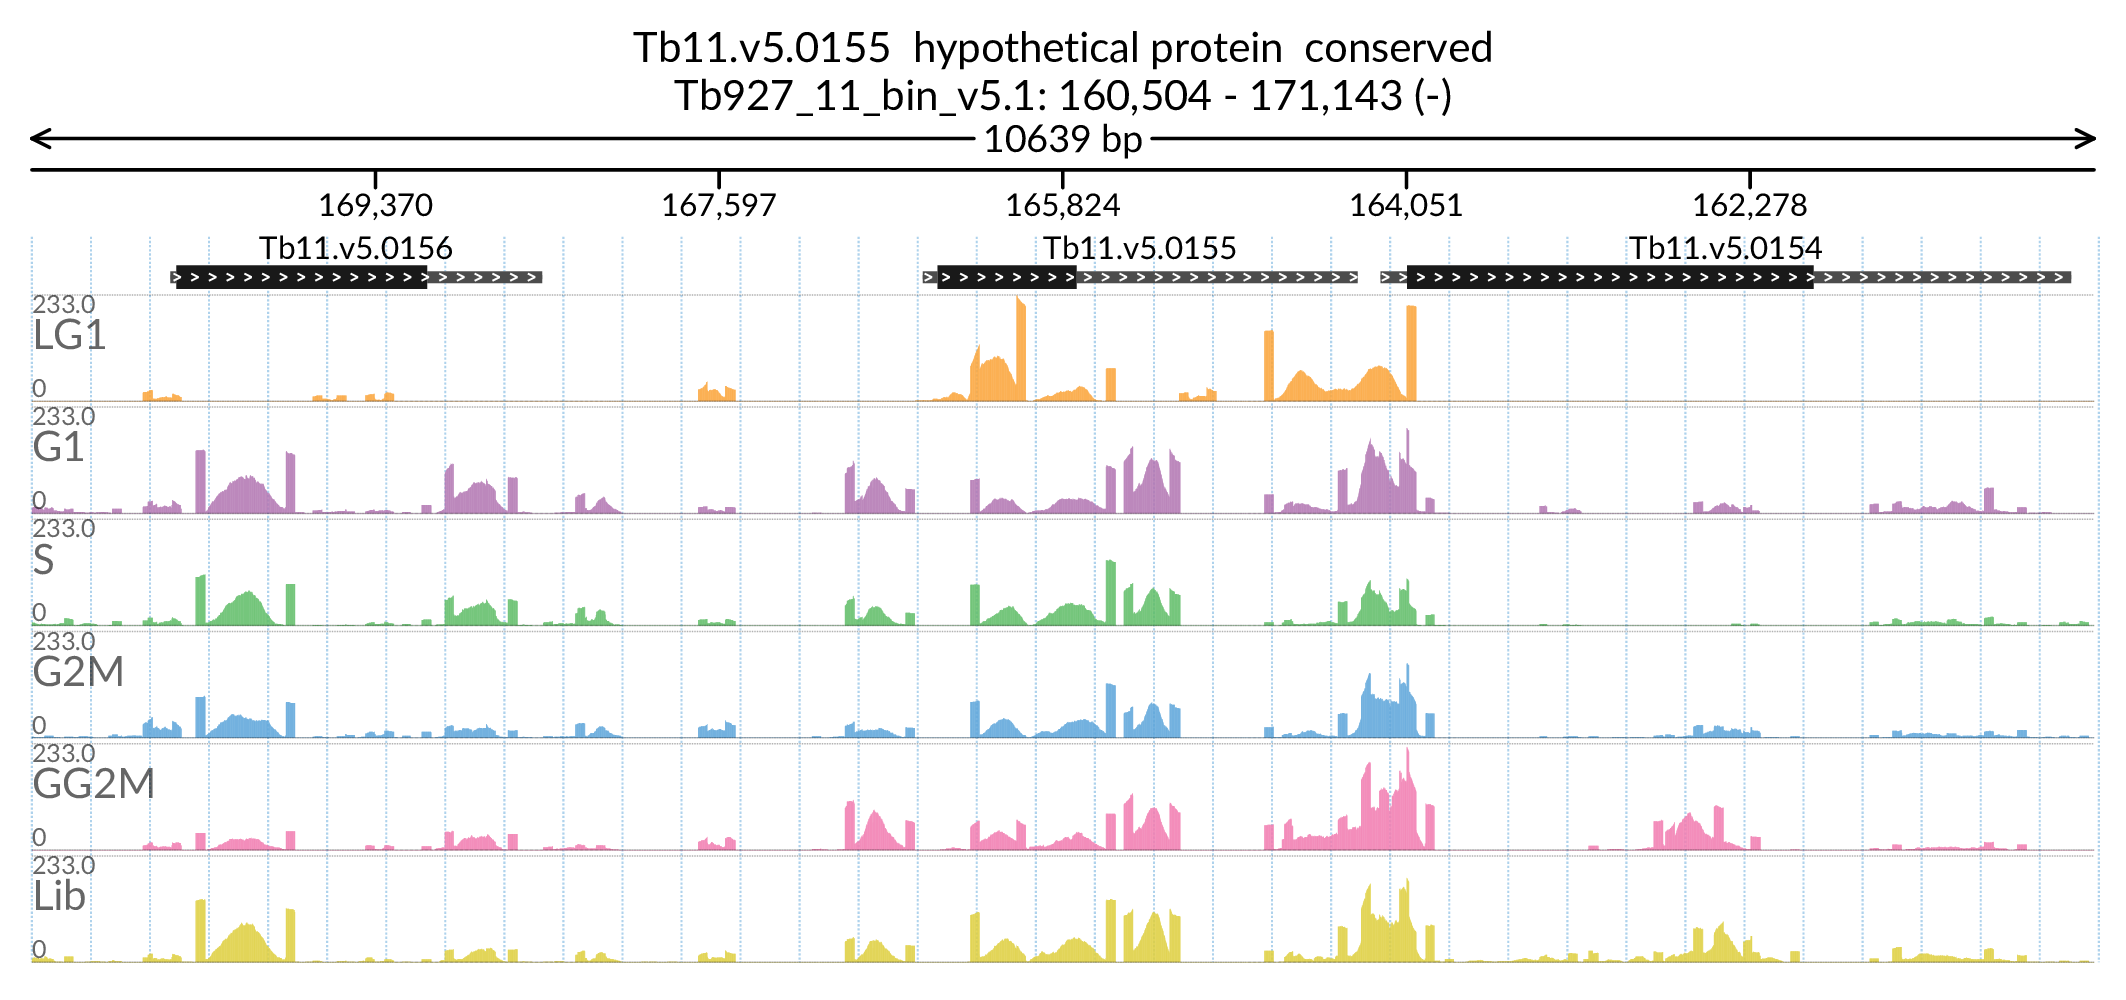 Tb11.v5.0155 hypothetical protein conserved
Tb927_11_bin_v5.1: 160,504 - 171,143 (-)
10639 bp
169,370 167,597 165,824 164,051 162,278
Tb11.v5.0156 Tb11.v5.0155 Tb11.v5.0154
233.0
LG1
0
233.0
G1
0
233.0
S
0
233.0
G2M
0
233.0
GG2M
0
233.0
Lib
0